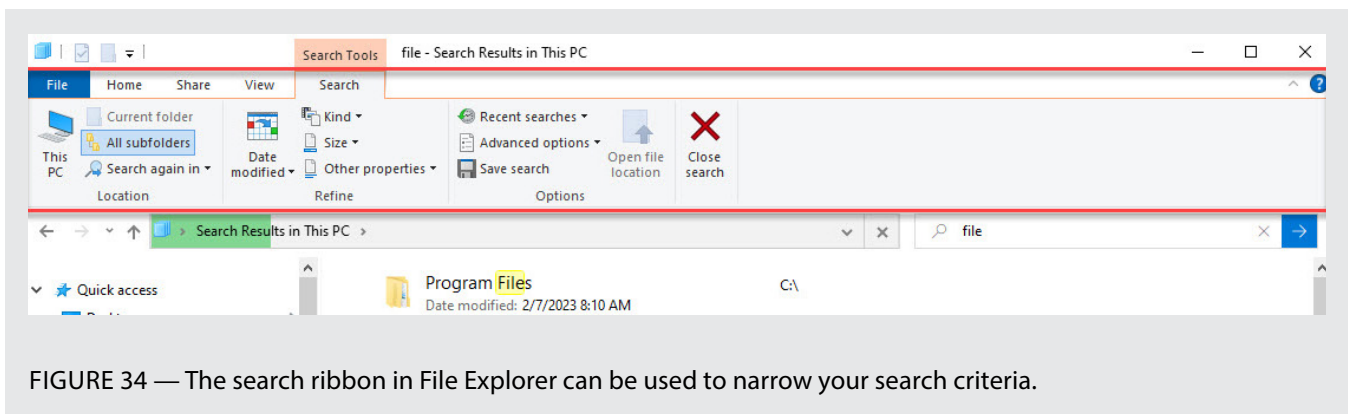 Search Tools file - Search Results in This PC
File Home Share View Search
This PC
Current folder
All subfolders
Search again in
Location
Date modified
Kind
Size
Other properties
Refine
Recent searches
Advanced options
Save search
Open file location
Options
Close search
Search Results in This PC
file
Quick access
Program Files C:\
Date modified: 2/7/2023 8:10 AM
FIGURE 34 — The search ribbon in File Explorer can be used to narrow your search criteria.